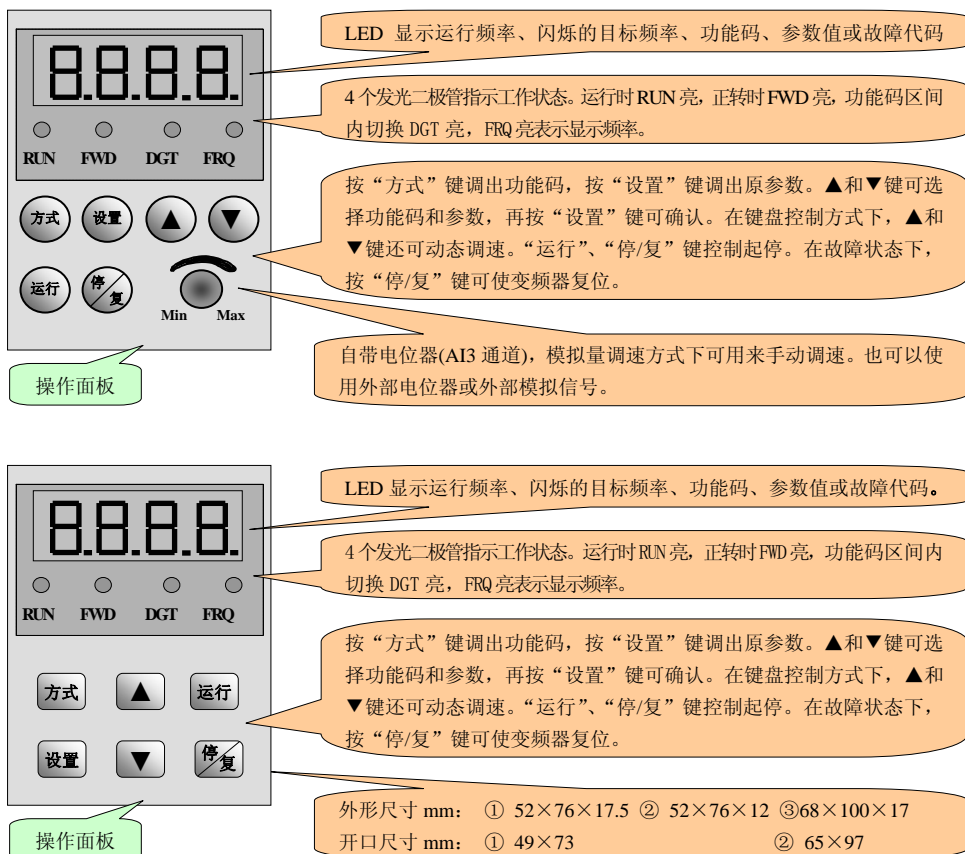 8.8.8.8.
RUN FWD DGT FRQ
方式 设置 ▲ ▼
运行 停/复
Min Max
操作面板
LED 显示运行频率、闪烁的目标频率、功能码、参数值或故障代码
4 个发光二极管指示工作状态。运行时 RUN 亮，正转时 FWD 亮，功能码区间
内切换 DGT 亮，FRQ 亮表示显示频率。
按“方式”键调出功能码，按“设置”键调出原参数。▲和▼键可选
择功能码和参数，再按“设置”键可确认。在键盘控制方式下，▲和
▼键还可动态调速。“运行”、“停/复”键控制起停。在故障状态下，
按“停/复”键可使变频器复位。
自带电位器(AI3 通道)，模拟量调速方式下可用来手动调速。也可以使
用外部电位器或外部模拟信号。
8.8.8.8.
RUN FWD DGT FRQ
方式 ▲ 运行
设置 ▼ 停/复
操作面板
LED 显示运行频率、闪烁的目标频率、功能码、参数值或故障代码。
4 个发光二极管指示工作状态。运行时 RUN 亮，正转时 FWD 亮，功能码区间内
切换 DGT 亮，FRQ 亮表示显示频率。
按“方式”键调出功能码，按“设置”键调出原参数。▲和▼键可选
择功能码和参数，再按“设置”键可确认。在键盘控制方式下，▲和
▼键还可动态调速。“运行”、“停/复”键控制起停。在故障状态下，
按“停/复”键可使变频器复位。
外形尺寸 mm： ① 52×76×17.5 ② 52×76×12 ③68×100×17
开口尺寸 mm： ① 49×73 ② 65×97